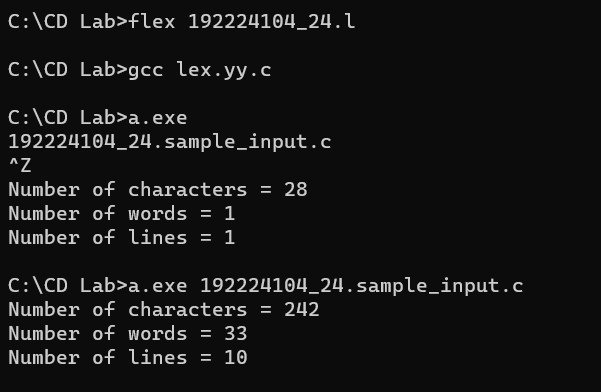 C:\CD Lab>flex 192224104_24.l
C:\CD Lab>gcc lex.yy.c
C:\CD Lab>a.exe
192224104_24.sample_input.c
^Z
Number of characters = 28
Number of words = 1
Number of lines = 1
C:\CD Lab>a.exe 192224104_24.sample_input.c
Number of characters = 242
Number of words = 33
Number of lines = 10